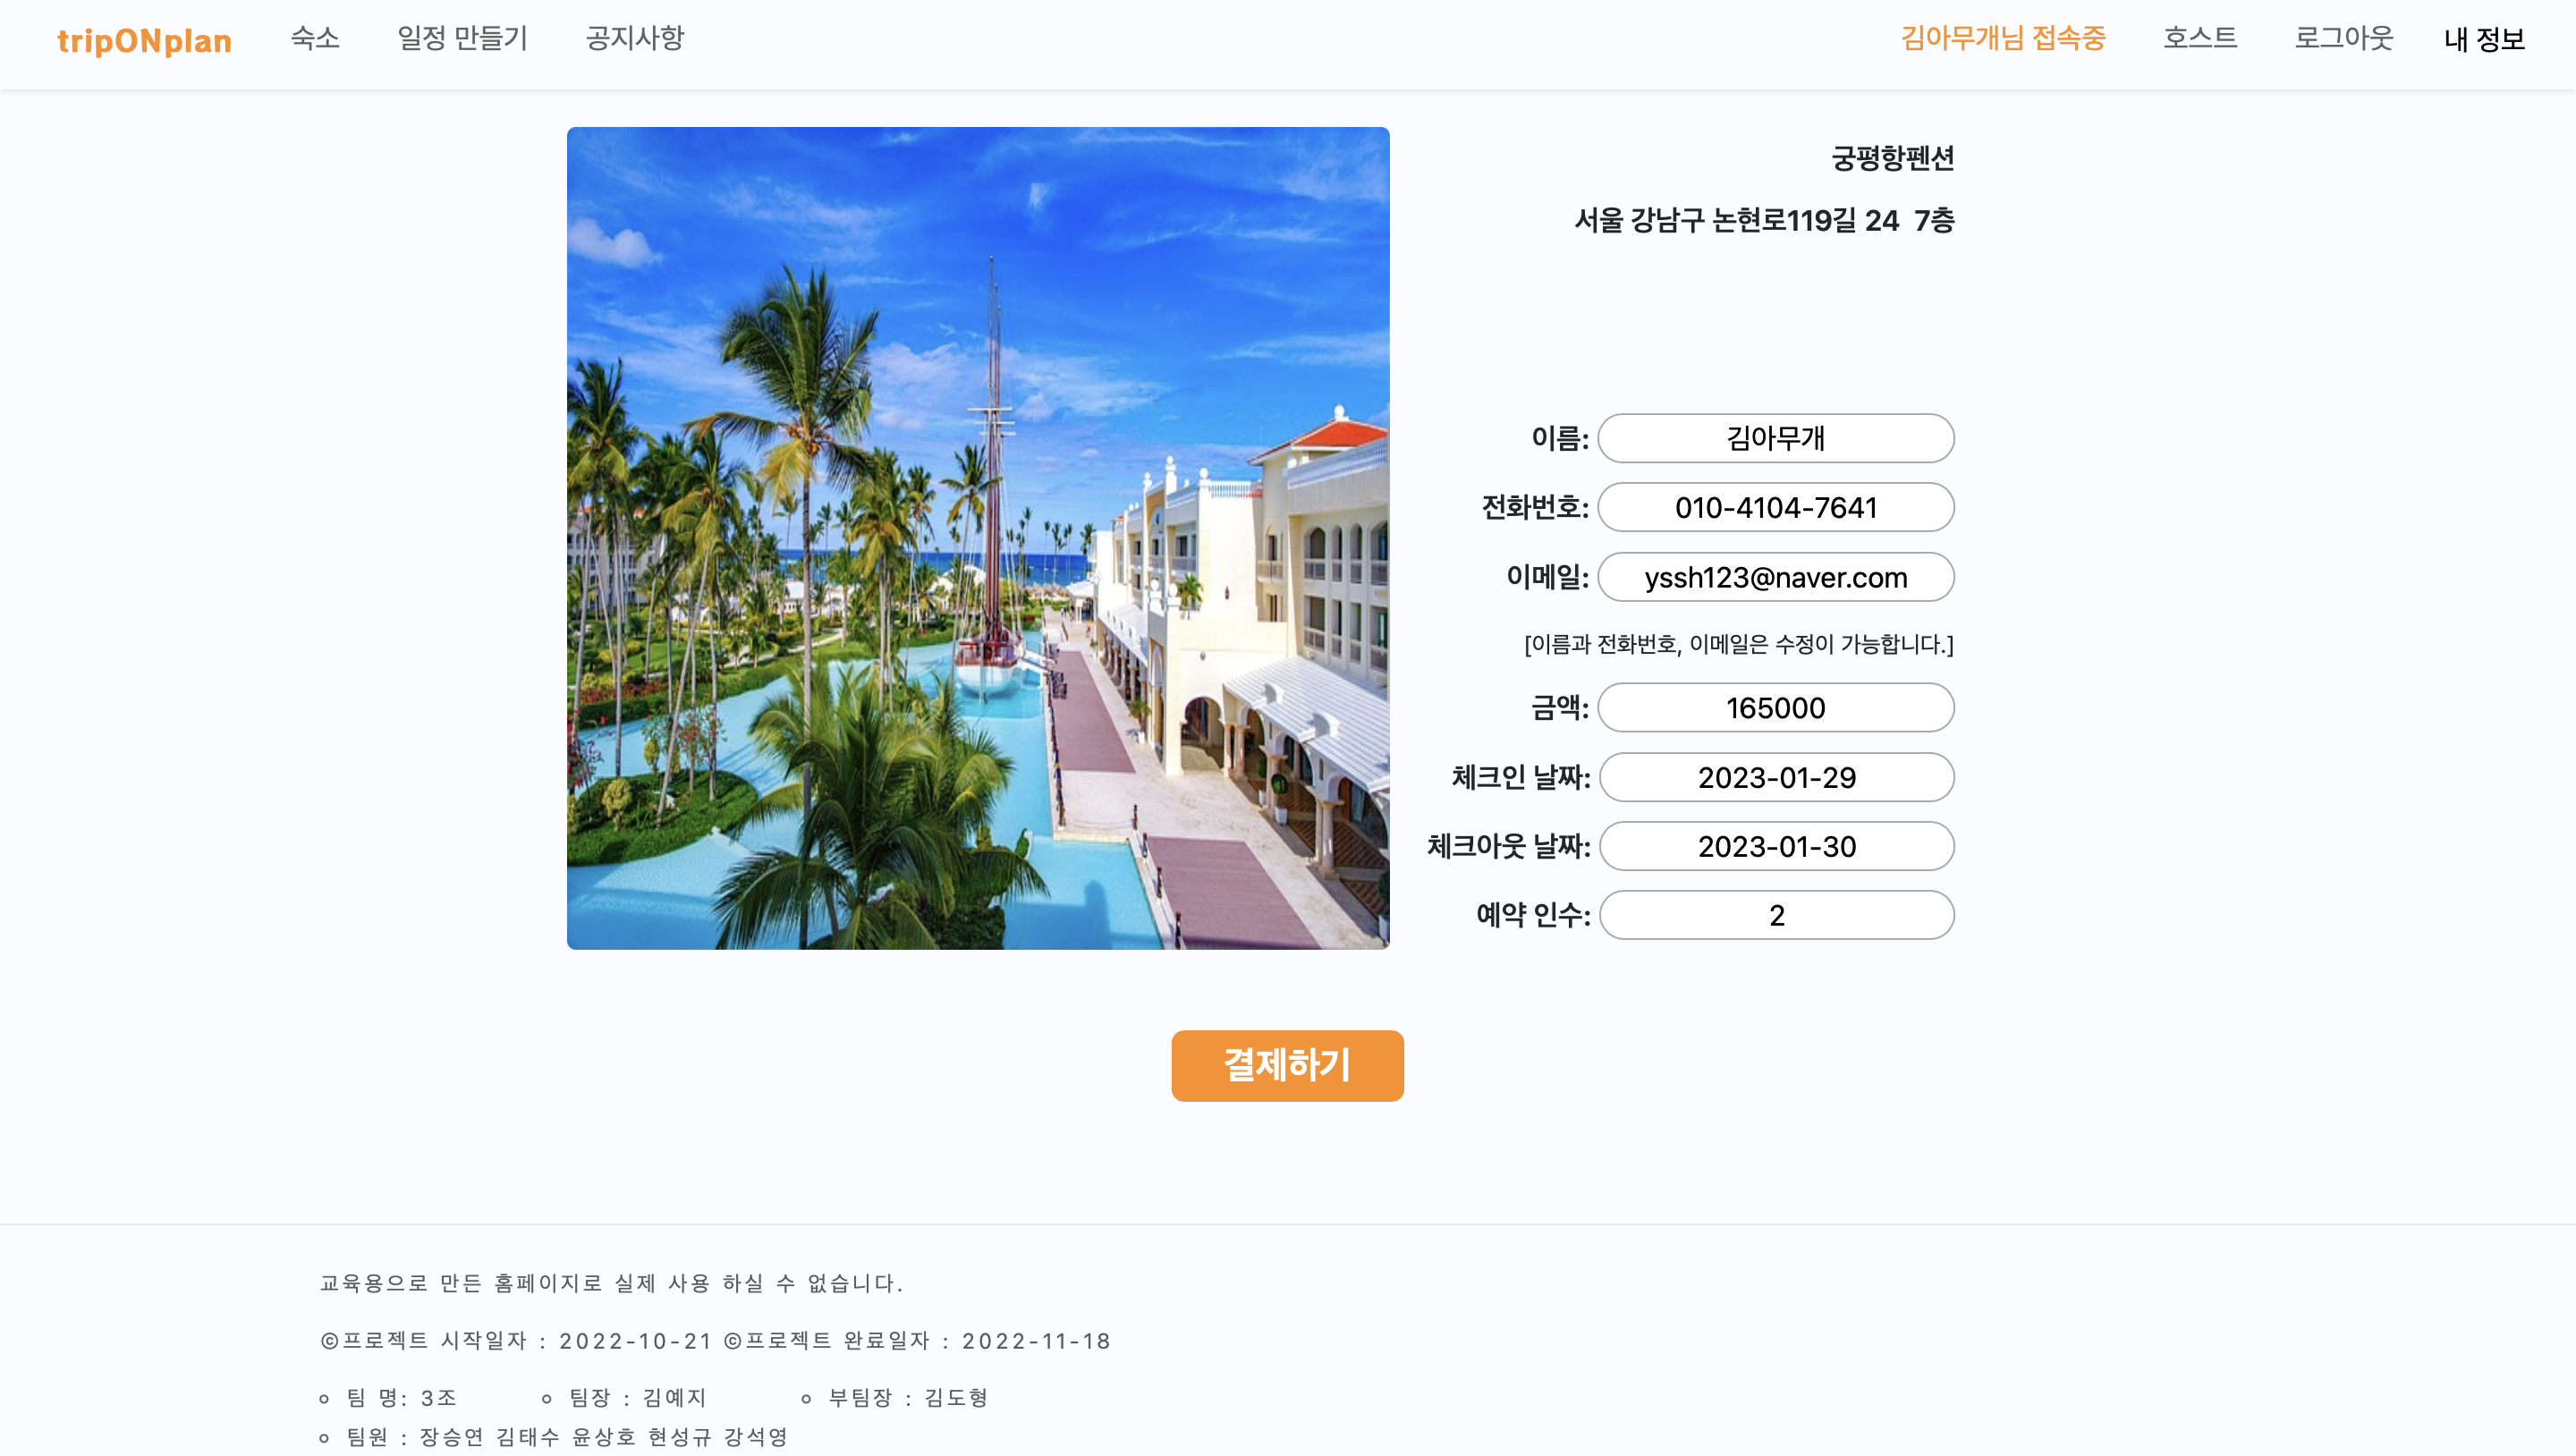 tripONplan 숙소 일정 만들기 공지사항 김아무개님 접속중 호스트 로그아웃 내 정보
궁평항펜션
서울 강남구 논현로119길 24 7층
이름: 김아무개
전화번호: 010-4104-7641
이메일: yssh123@naver.com
[이름과 전화번호, 이메일은 수정이 가능합니다.]
금액: 165000
체크인 날짜: 2023-01-29
체크아웃 날짜: 2023-01-30
예약 인수: 2
결제하기
교육용으로 만든 홈페이지로 실제 사용 하실 수 없습니다.
ⓒ프로젝트 시작일자 : 2022-10-21 ⓒ프로젝트 완료일자 : 2022-11-18
팀 명: 3조 팀장 : 김예지 부팀장 : 김도형
팀원 : 장승연 김태수 윤상호 현성규 강석영